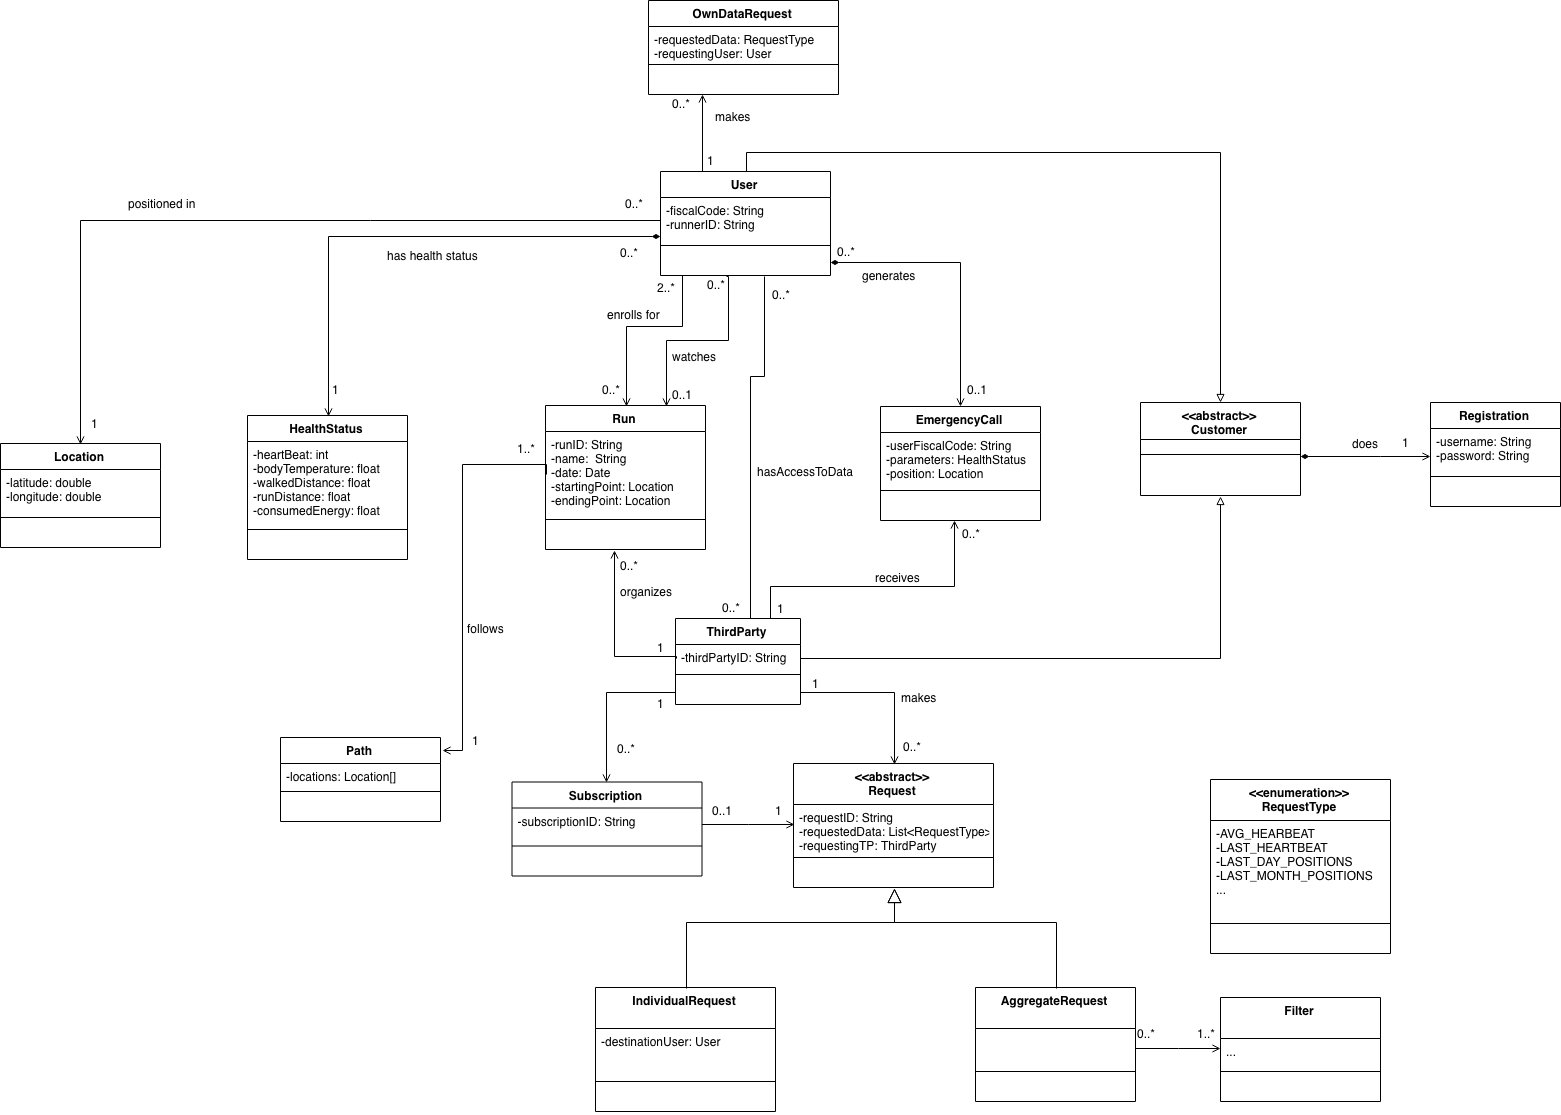 OwnDataRequest
-requestedData: RequestType
-requestingUser: User
0..*
makes
1
User
-fiscalCode: String
-runnerID: String
positioned in
0..*
has health status
0..*
0..*
generates
2..*
0..*
0..*
enrolls for
watches
1
1
0..*
0..1
0..1
Location
-latitude: double
-longitude: double
HealthStatus
-heartBeat: int
-bodyTemperature: float
-walkedDistance: float
-runDistance: float
-consumedEnergy: float
Run
-runID: String
-name:  String
-date: Date
-startingPoint: Location
-endingPoint: Location
1..*
EmergencyCall
-userFiscalCode: String
-parameters: HealthStatus
-position: Location
<<abstract>>
Customer
does
1
Registration
-username: String
-password: String
hasAccessToData
0..*
organizes
0..*
receives
0..*
1
follows
1
ThirdParty
-thirdPartyID: String
1
1
makes
0..*
0..*
1
Path
-locations: Location[]
Subscription
-subscriptionID: String
0..1
1
<<abstract>>
Request
-requestID: String
-requestedData: List<RequestType>
-requestingTP: ThirdParty
<<enumeration>>
RequestType
-AVG_HEARBEAT
-LAST_HEARTBEAT
-LAST_DAY_POSITIONS
-LAST_MONTH_POSITIONS
...
IndividualRequest
-destinationUser: User
AggregateRequest
0..*
1..*
Filter
...